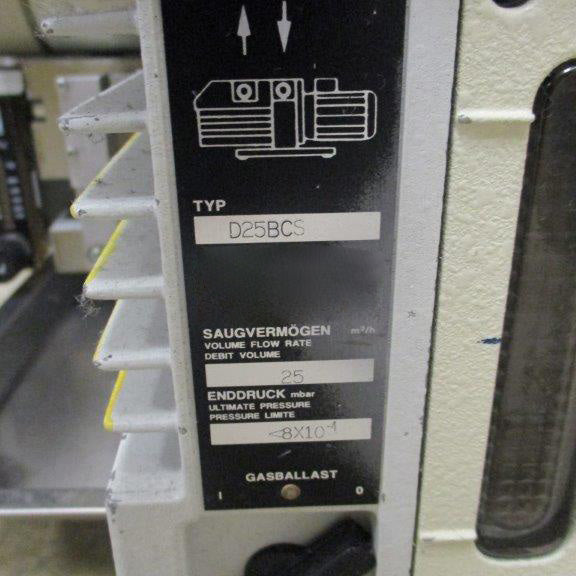 TYP
D25BCS
SAUGVERMÖGEN m³/h
VOLUME FLOW RATE
DEBIT VOLUME
25
ENDDRUCK mbar
ULTIMATE PRESSURE
PRESSURE LIMITE
<8X10⁻⁴
GASBALLAST
I O